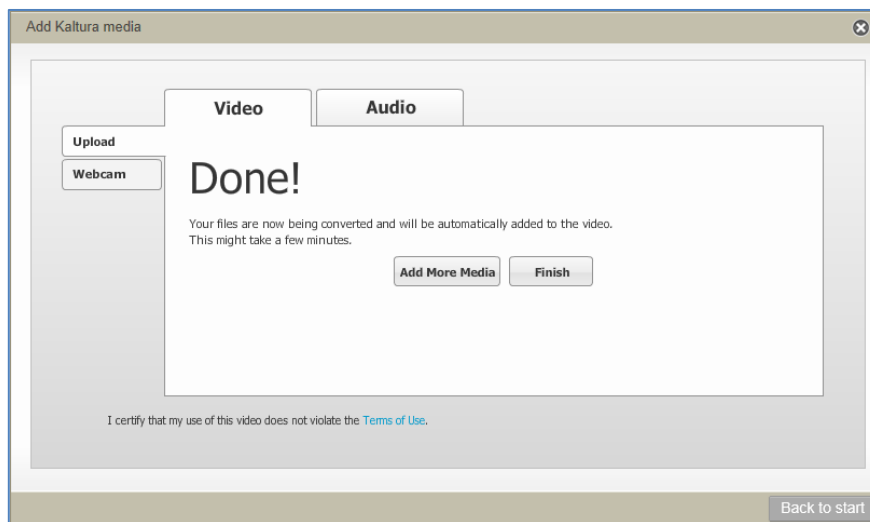 Add Kaltura media
Video
Audio
Upload
Webcam
Done!
Your files are now being converted and will be automatically added to the video.
This might take a few minutes.
Add More Media
Finish
I certify that my use of this video does not violate the Terms of Use.
Back to start